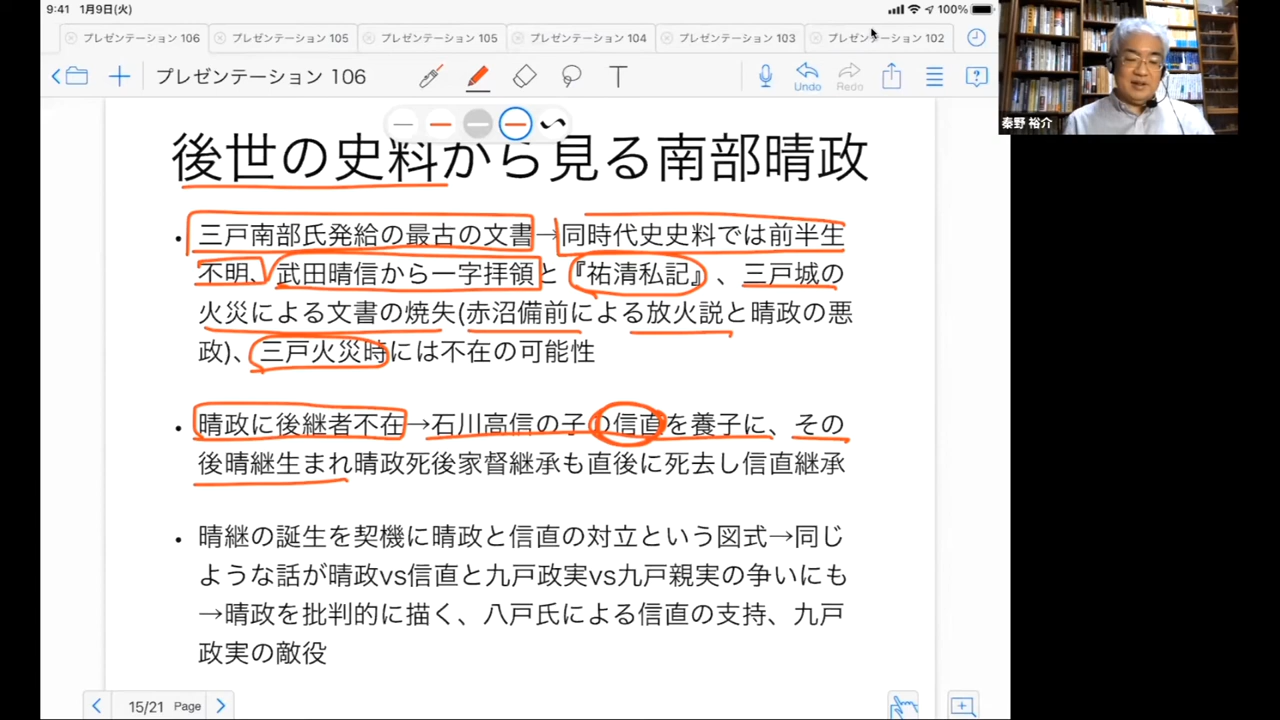 9:41 1月9日(火)
100%
プレゼンテーション 106
プレゼンテーション 105
プレゼンテーション 105
プレゼンテーション 104
プレゼンテーション 103
プレゼンテーション 102
プレゼンテーション 106
T
Undo
Redo
秦野 裕介
後世の史料から見る南部晴政
• 三戸南部氏発給の最古の文書→同時代史史料では前半生
不明、武田晴信から一字拝領と『祐清私記』、三戸城の
火災による文書の焼失(赤沼備前による放火説と晴政の悪
政)、三戸火災時には不在の可能性
• 晴政に後継者不在→石川高信の子の信直を養子に、その
後晴継生まれ晴政死後家督継承も直後に死去し信直継承
• 晴継の誕生を契機に晴政と信直の対立という図式→同じ
ような話が晴政vs信直と九戸政実vs九戸親実の争いにも
→晴政を批判的に描く、八戸氏による信直の支持、九戸
政実の敵役
15/21 Page